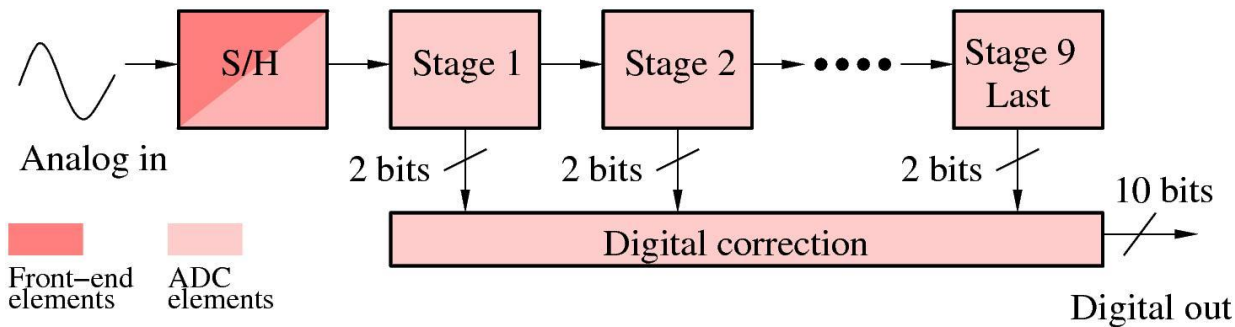 S/H
Stage 1
Stage 2
Stage 9
Last
Analog in
2 bits
2 bits
2 bits
10 bits
Digital correction
Front−end
elements
ADC
elements
Digital out